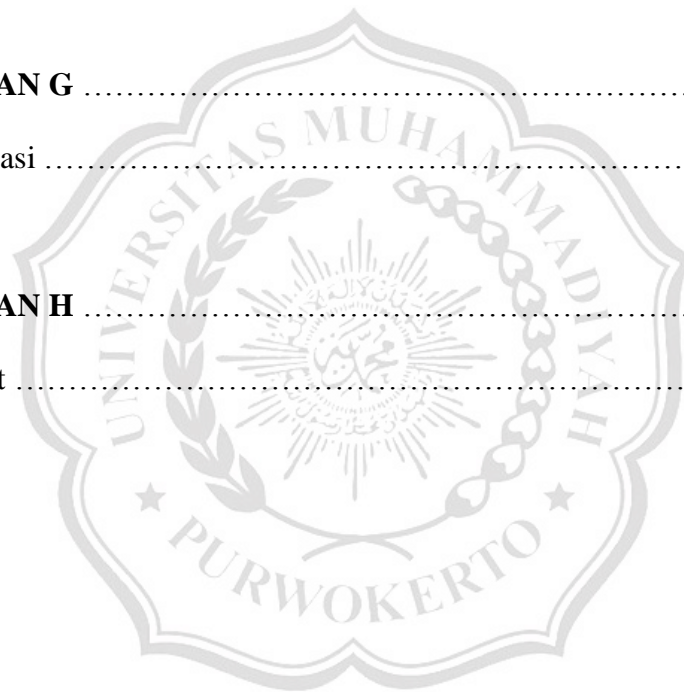 AN G ........................................................................
asi ..............................................................................
AN H ........................................................................
t ..................................................................................
UNIVERSITAS MUHAMMADIYAH
PURWOKERTO